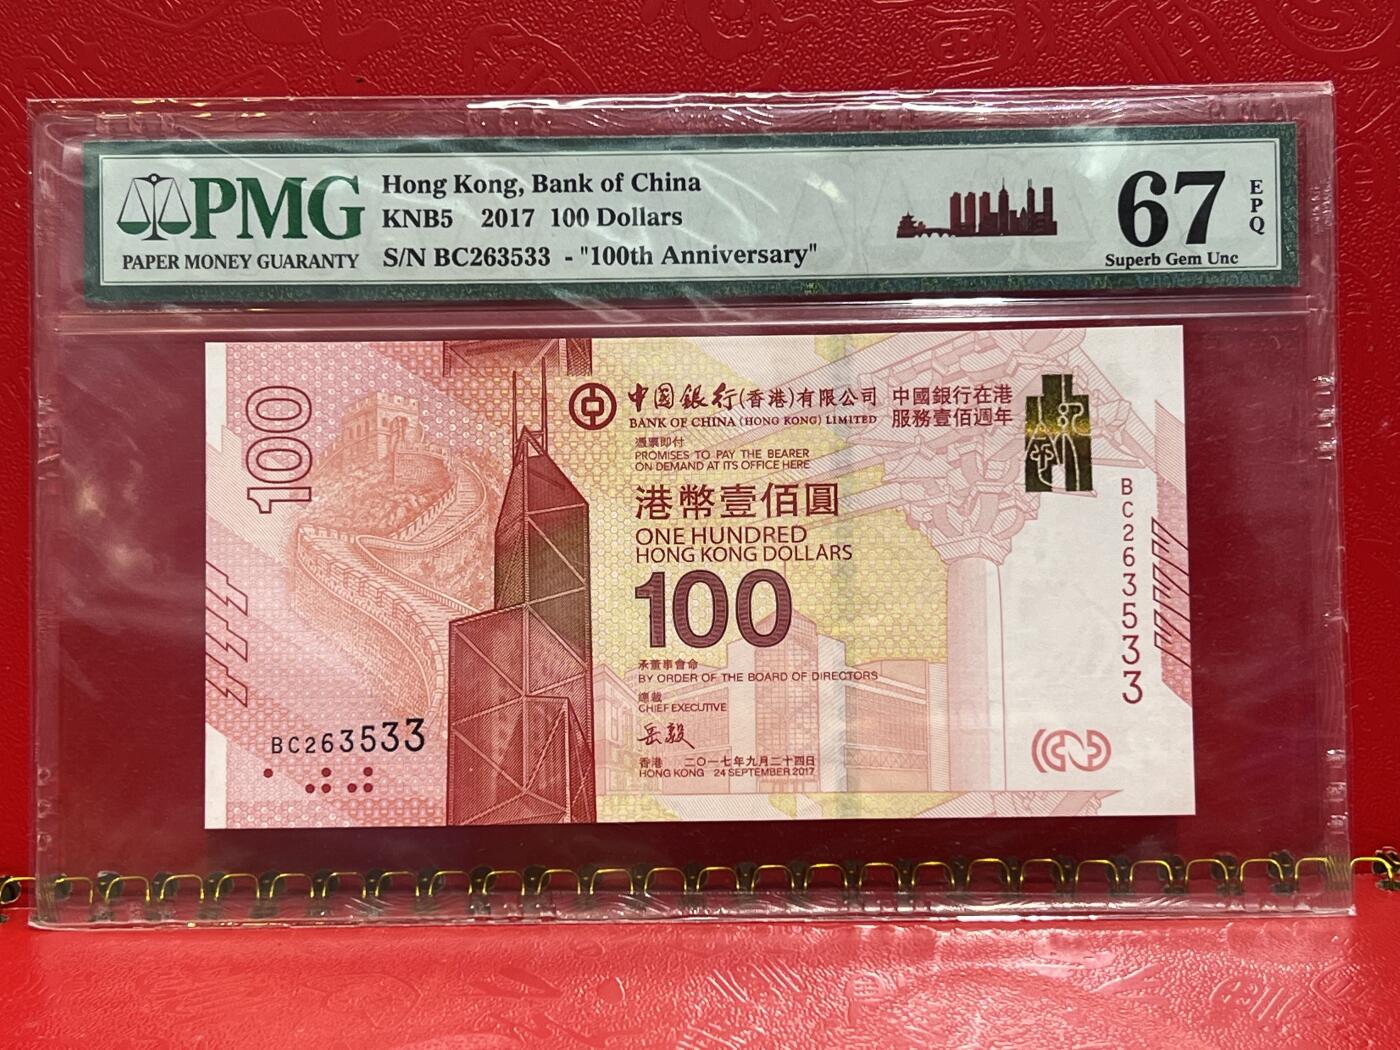 PMG
PAPER MONEY GUARANTY
Hong Kong, Bank of China
KNB5 2017 100 Dollars
S/N BC263533 - "100th Anniversary"
67
EPQ
Superb Gem Unc
100
中国銀行(香港)有限公司
BANK OF CHINA (HONG KONG) LIMITED
中國銀行在港
服務壹佰週年
憑票即付
PROMISES TO PAY THE BEARER
ON DEMAND AT ITS OFFICE HERE
港幣壹佰圓
ONE HUNDRED
HONG KONG DOLLARS
100
承董事會命
BY ORDER OF THE BOARD OF DIRECTORS
總裁
CHIEF EXECUTIVE
岳毅
香港 二〇一七年九月二十四日
HONG KONG 24 SEPTEMBER 2017
BC263533
BC263533